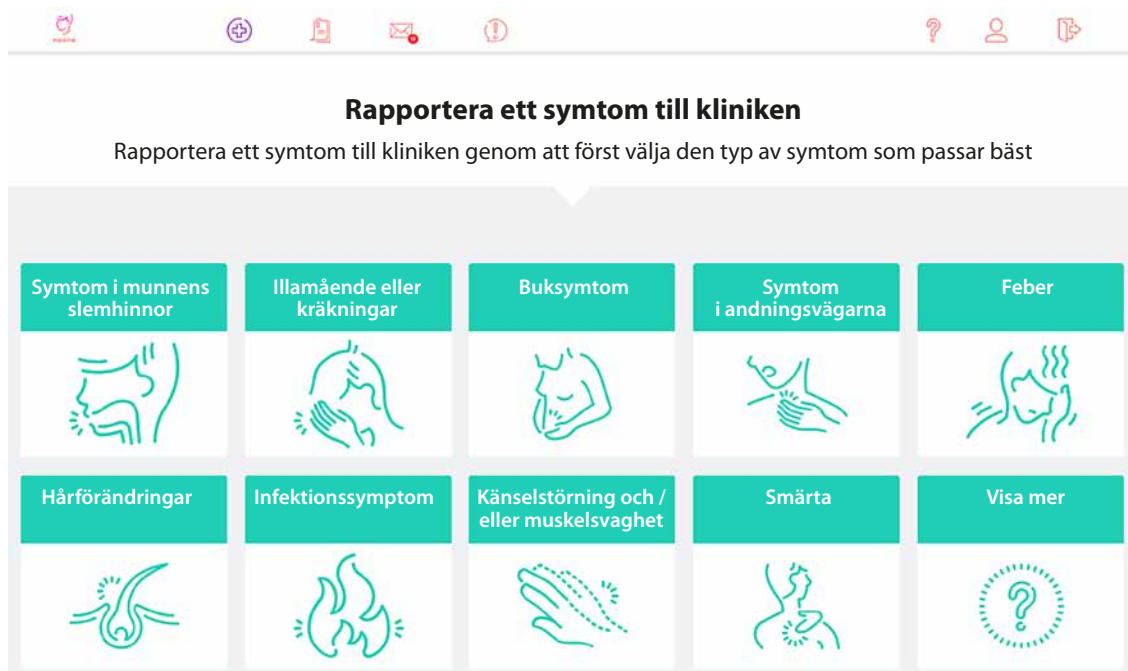 noona
Rapportera ett symtom till kliniken
Rapportera ett symtom till kliniken genom att först välja den typ av symtom som passar bäst
Symtom i munnens
slemhinnor
Illamående eller
kräkningar
Buksymtom
Symtom
i andningsvägarna
Feber
Hårförändringar
Infektionssymptom
Känselstörning och /
eller muskelsvaghet
Smärta
Visa mer